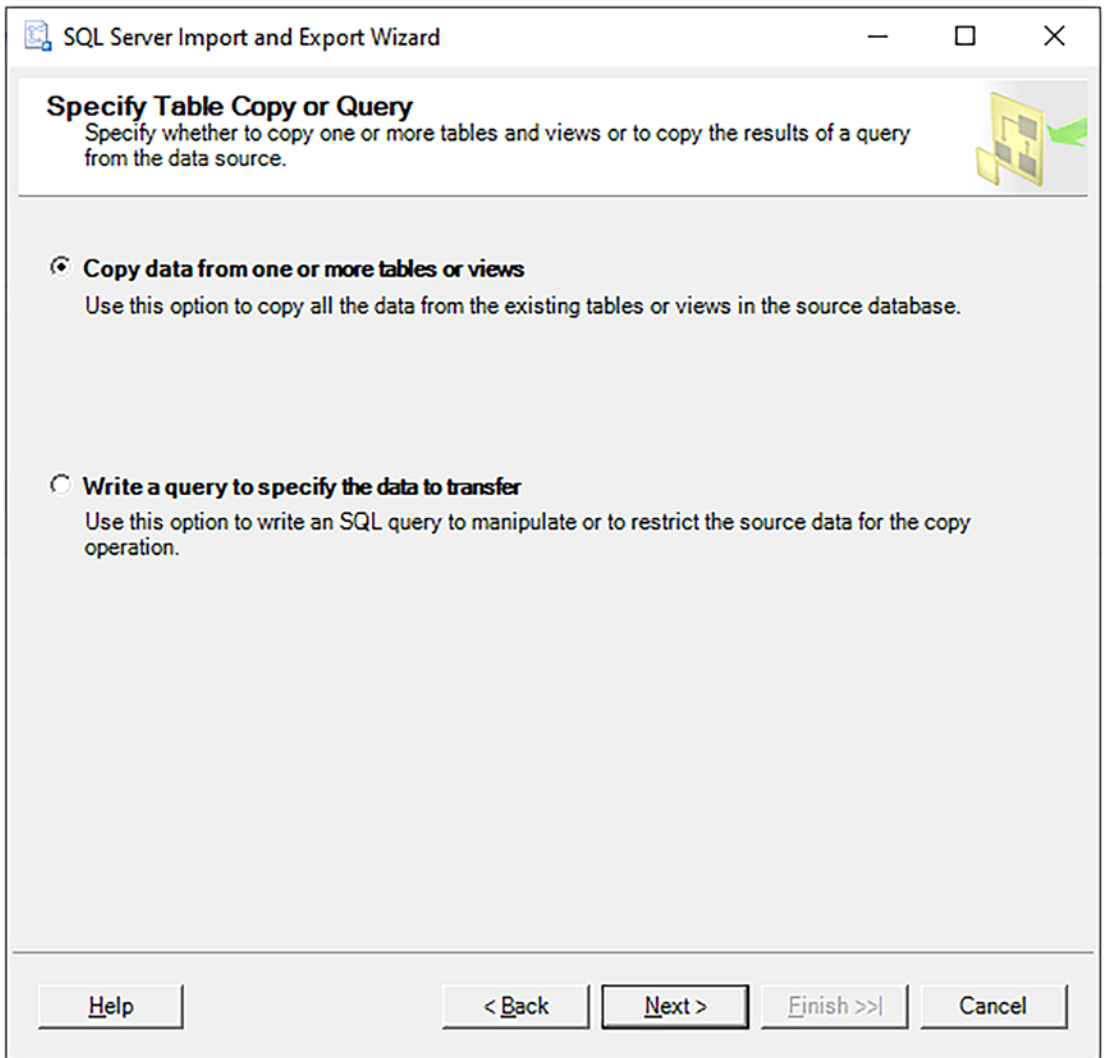 SQL Server Import and Export Wizard
Specify Table Copy or Query
Specify whether to copy one or more tables and views or to copy the results of a query
from the data source.
Copy data from one or more tables or views
Use this option to copy all the data from the existing tables or views in the source database.
Write a query to specify the data to transfer
Use this option to write an SQL query to manipulate or to restrict the source data for the copy
operation.
Help < Back Next > Finish >>| Cancel